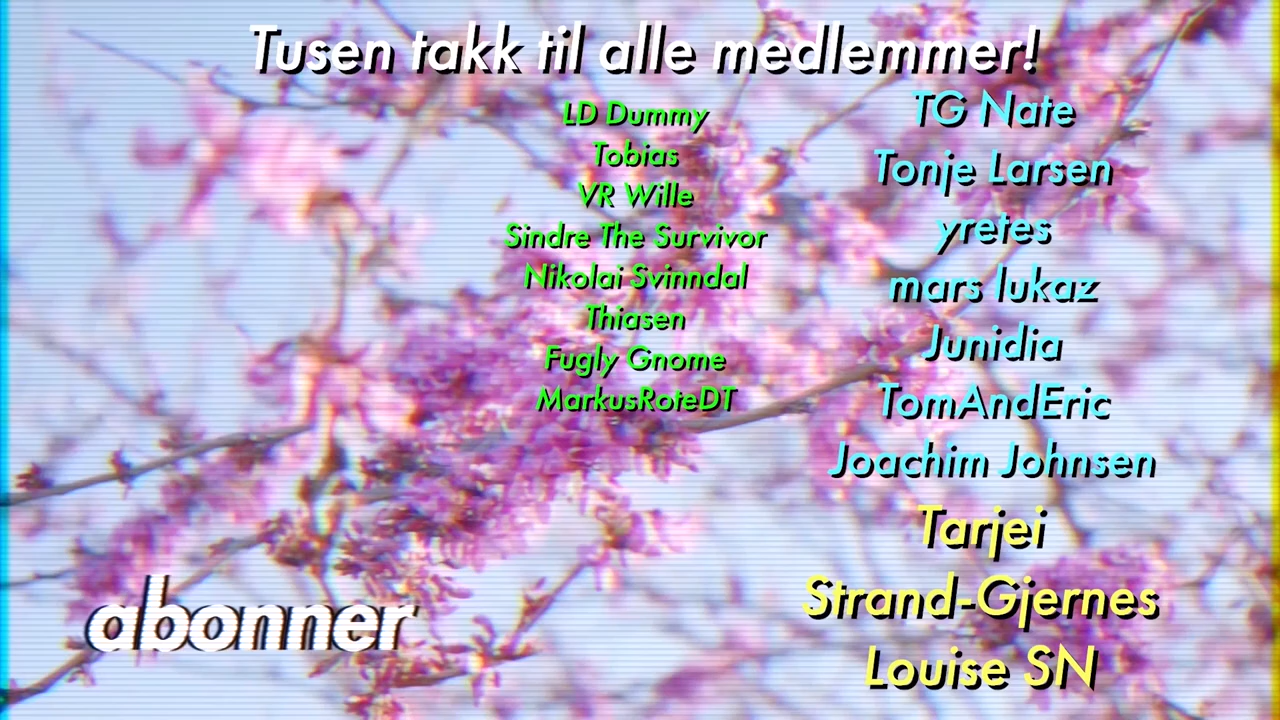 Tusen takk til alle medlemmer!
LD Dummy
Tobias
VR Wille
Sindre The Survivor
Nikolai Svinndal
Thiasen
Fugly Gnome
MarkusRoteDT
TG Nate
Tonje Larsen
yretes
mars lukaz
Junidia
TomAndEric
Joachim Johnsen
Tarjei
Strand-Gjernes
Louise SN
abonner